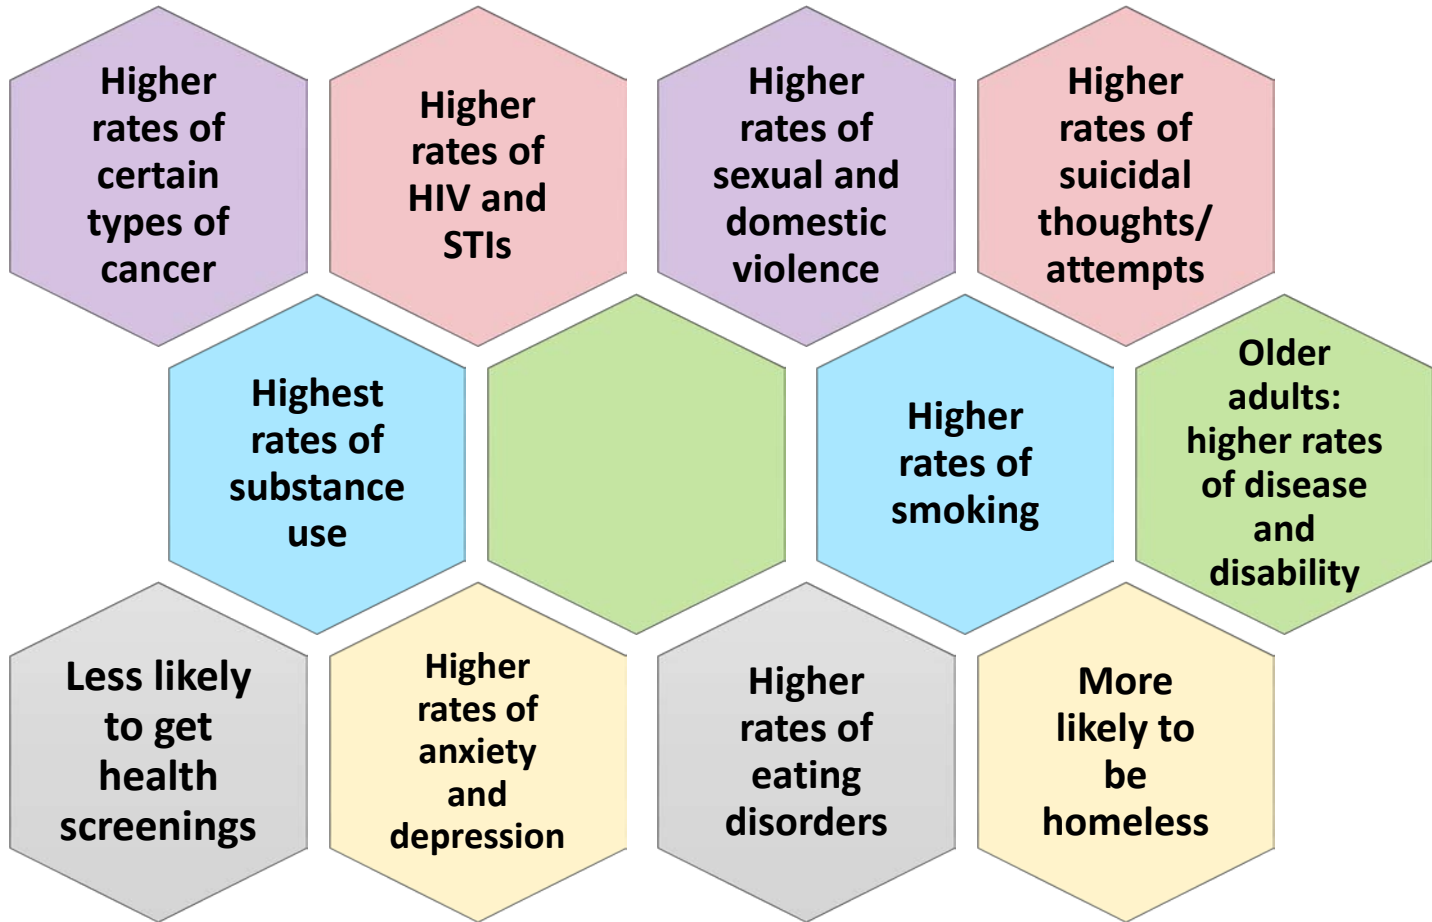 Higher
rates of
certain
types of
cancer
Higher
rates of
HIV and
STIs
Higher
rates of
sexual and
domestic
violence
Higher
rates of
suicidal
thoughts/
attempts
Highest
rates of
substance
use
Higher
rates of
smoking
Older
adults:
higher rates
of disease
and
disability
Less likely
to get
health
screenings
Higher
rates of
anxiety
and
depression
Higher
rates of
eating
disorders
More
likely to
be
homeless